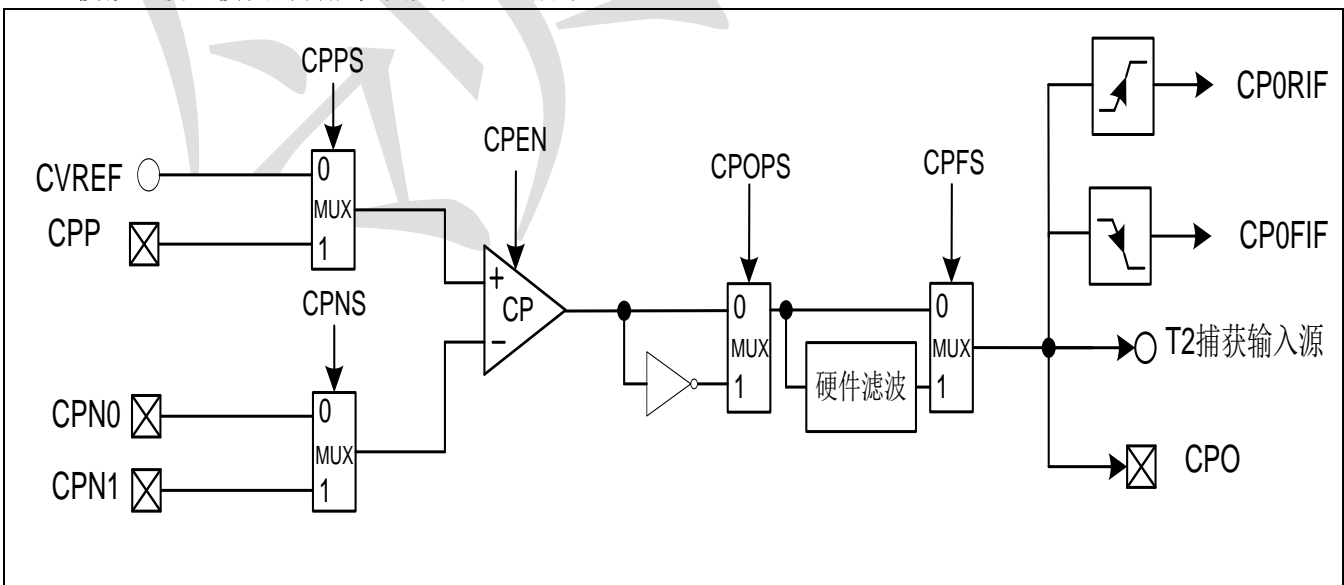 CPPS
CVREF
CPP
0
MUX
1
CPEN
CPNS
CPN0
CPN1
0
MUX
1
+
CP
-
CPOPS
0
MUX
1
硬件滤波
CPFS
0
MUX
1
CP0RIF
CP0FIF
T2捕获输入源
CPO